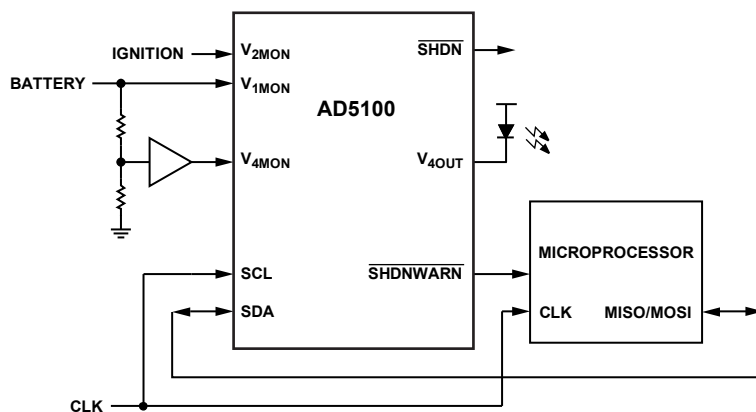 IGNITION
V2MON
SHDN
BATTERY
V1MON
AD5100
V4MON
V4OUT
MICROPROCESSOR
SCL
SHDNWARN
SDA
CLK
MISO/MOSI
CLK